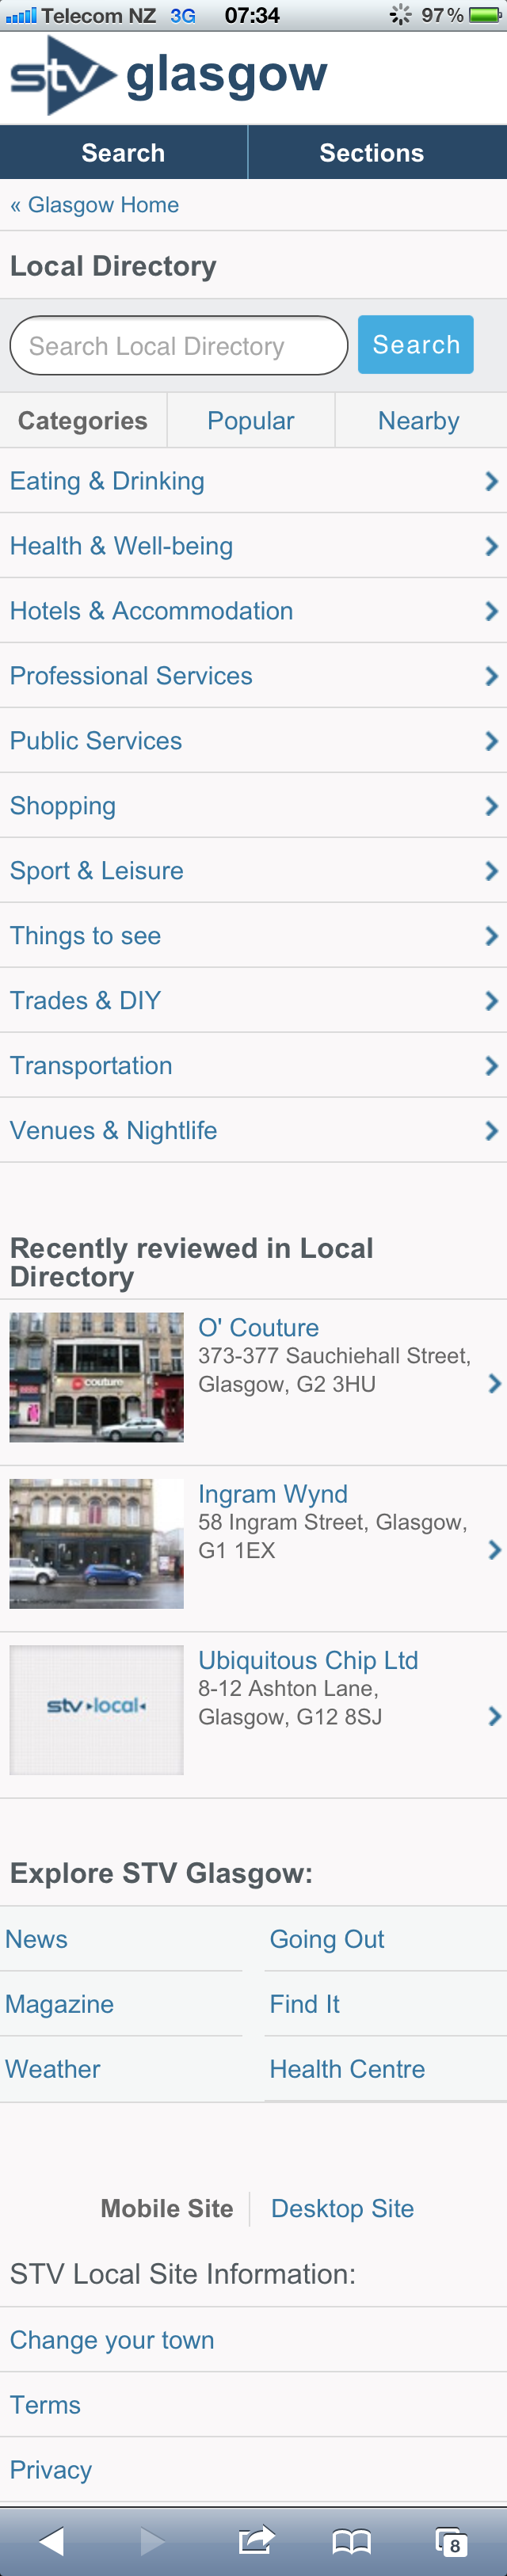 Telecom NZ 3G 07:34 97%
stv glasgow
Search Sections
« Glasgow Home
Local Directory
Search Local Directory Search
Categories Popular Nearby
Eating & Drinking
Health & Well-being
Hotels & Accommodation
Professional Services
Public Services
Shopping
Sport & Leisure
Things to see
Trades & DIY
Transportation
Venues & Nightlife
Recently reviewed in Local
Directory
couture
O' Couture
373-377 Sauchiehall Street,
Glasgow, G2 3HU
Ingram Wynd
58 Ingram Street, Glasgow,
G1 1EX
stv local
Ubiquitous Chip Ltd
8-12 Ashton Lane,
Glasgow, G12 8SJ
Explore STV Glasgow:
News Going Out
Magazine Find It
Weather Health Centre
Mobile Site Desktop Site
STV Local Site Information:
Change your town
Terms
Privacy
8